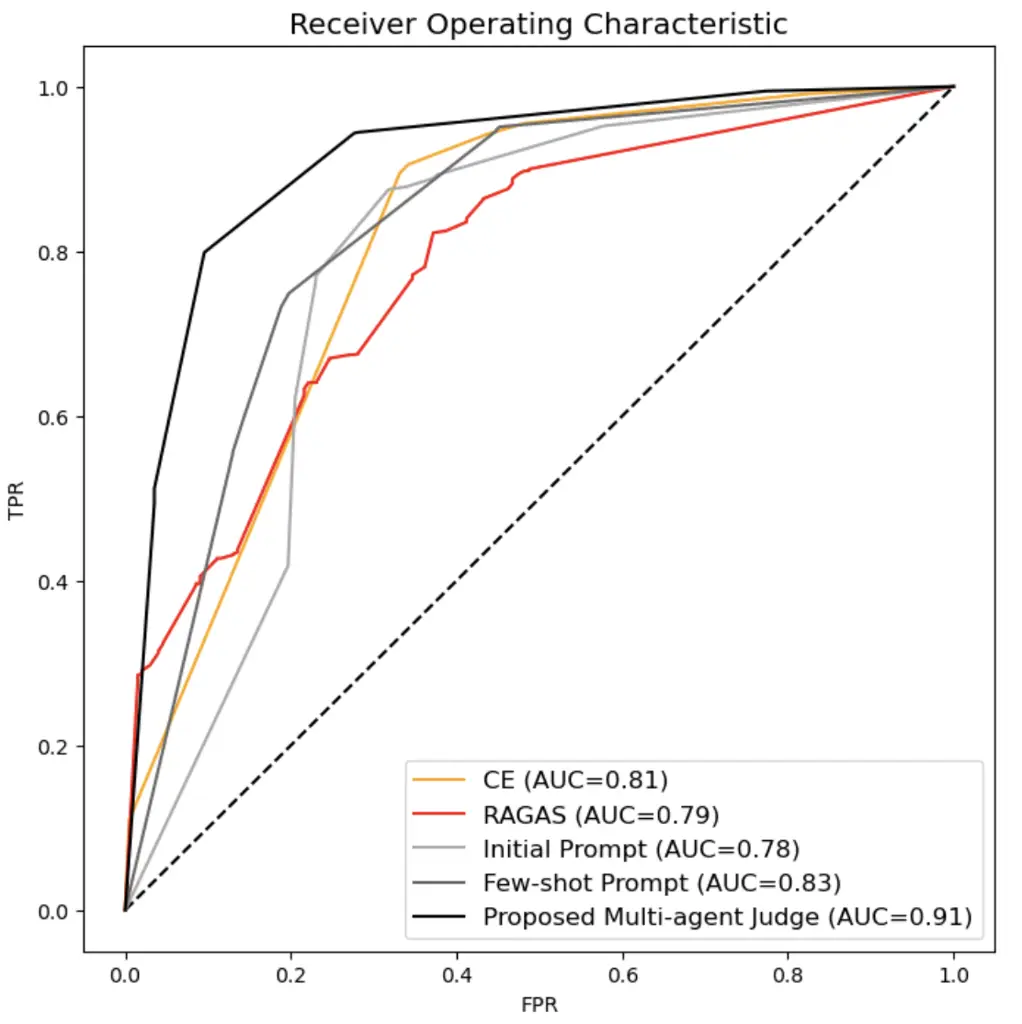 Receiver Operating Characteristic
1.0
0.8
0.6
0.4
0.2
0.0
TPR
CE (AUC=0.81)
RAGAS (AUC=0.79)
Initial Prompt (AUC=0.78)
Few-shot Prompt (AUC=0.83)
Proposed Multi-agent Judge (AUC=0.91)
0.0 0.2 0.4 0.6 0.8 1.0
FPR